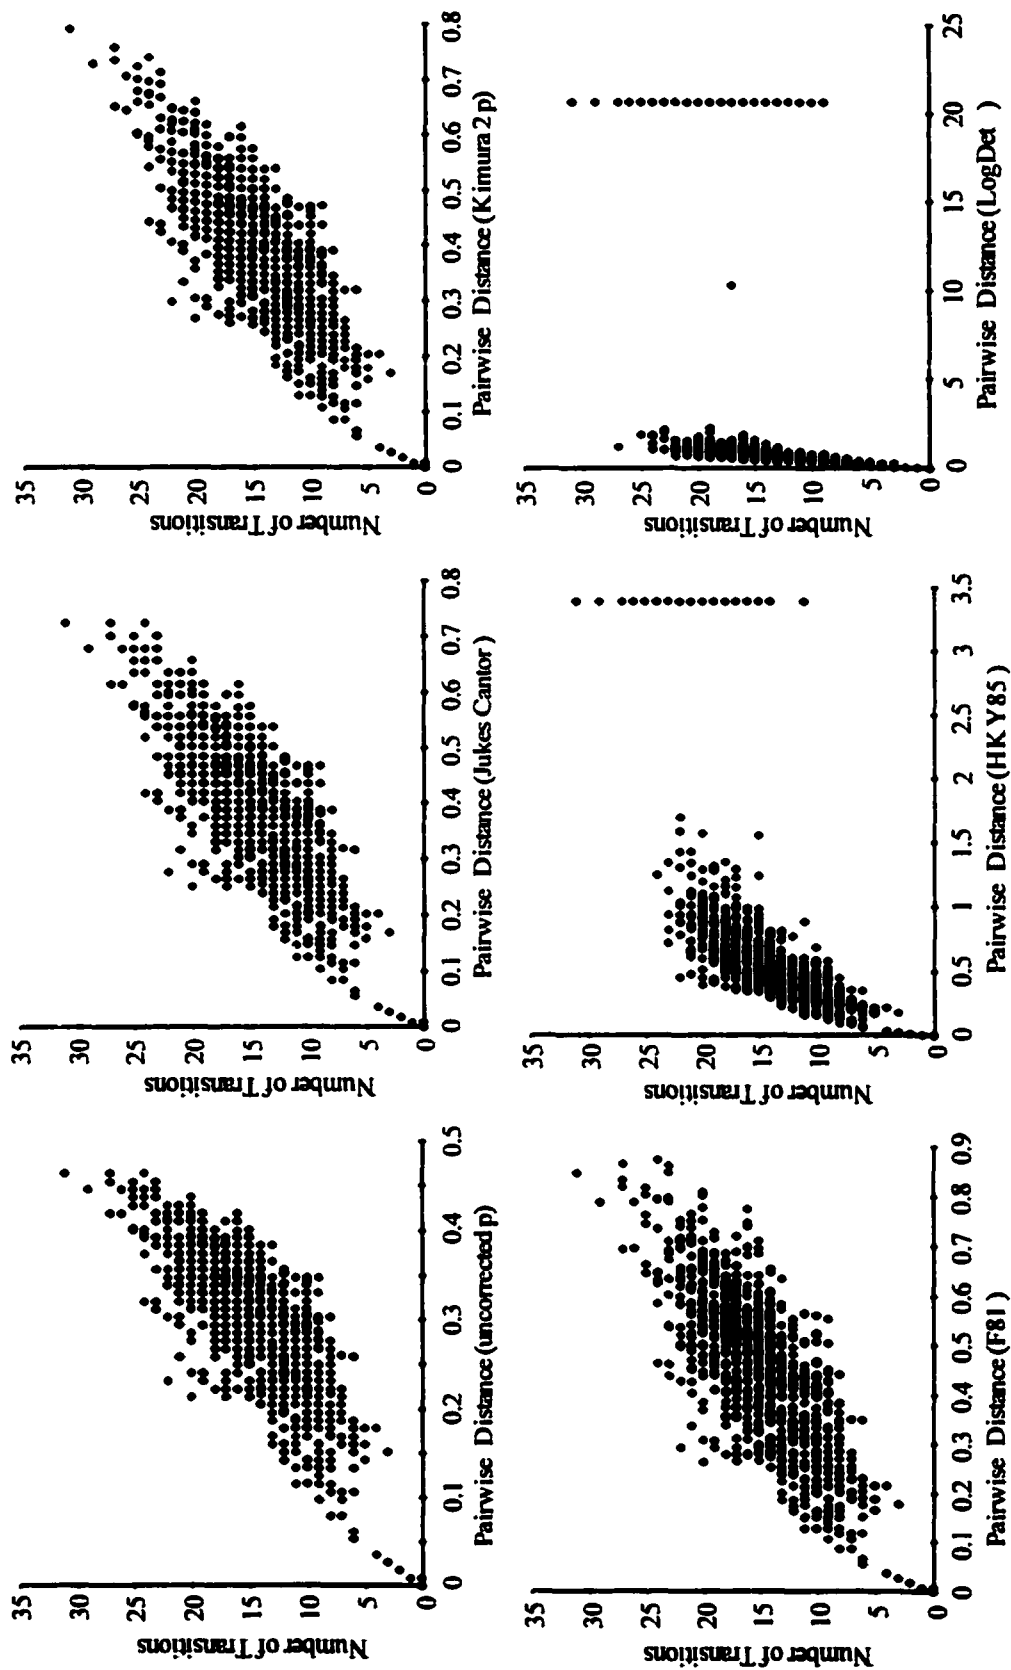 Number of Transitions
35
30
25
20
15
10
5
0
0 0.1 0.2 0.3 0.4 0.5
Pairwise Distance (uncorrected p)
Number of Transitions
35
30
25
20
15
10
5
0
0 0.1 0.2 0.3 0.4 0.5 0.6 0.7 0.8
Pairwise Distance (Jukes Cantor)
Number of Transitions
35
30
25
20
15
10
5
0
0 0.1 0.2 0.3 0.4 0.5 0.6 0.7 0.8
Pairwise Distance (Kimura 2p)
Number of Transitions
35
30
25
20
15
10
5
0
0 0.1 0.2 0.3 0.4 0.5 0.6 0.7 0.8 0.9
Pairwise Distance (F81)
Number of Transitions
35
30
25
20
15
10
5
0
0 0.5 1 1.5 2 2.5 3 3.5
Pairwise Distance (HKY85)
Number of Transitions
35
30
25
20
15
10
5
0
0 5 10 15 20 25
Pairwise Distance (LogDet)